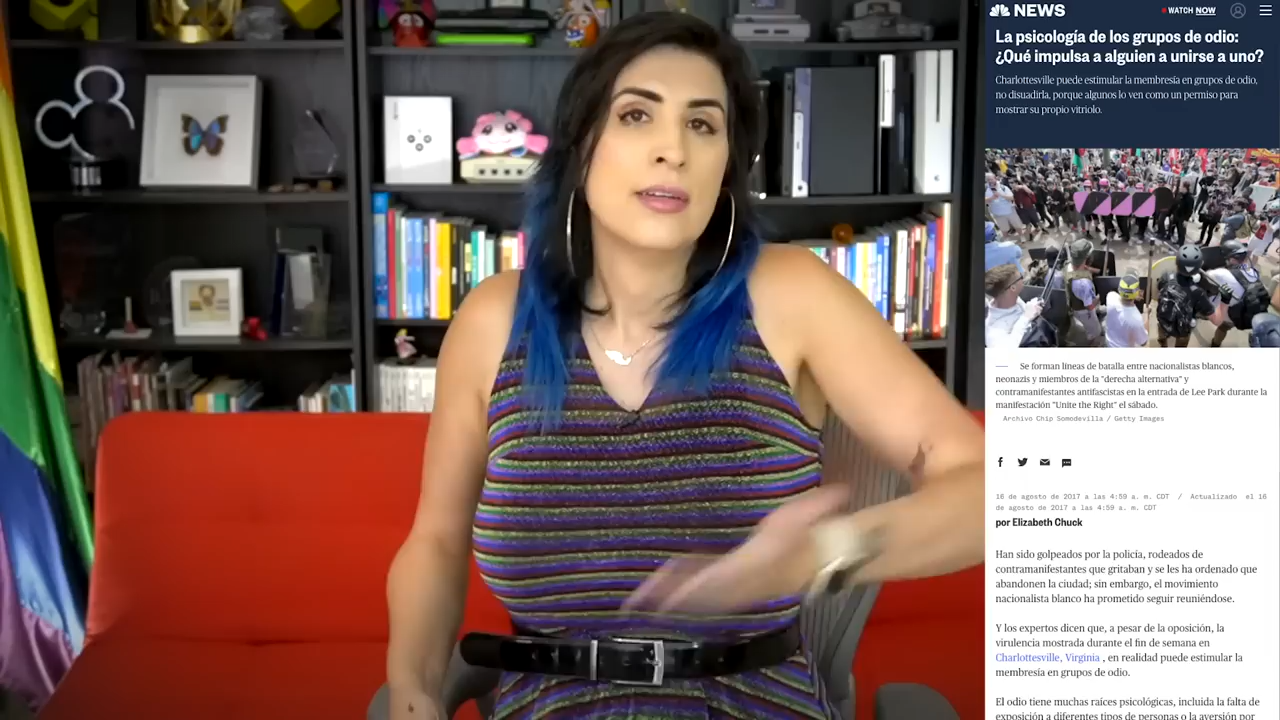 NEWS
WATCH NOW
La psicología de los grupos de odio:
¿Qué impulsa a alguien a unirse a uno?
Charlottesville puede estimular la membresía en grupos de odio,
no disuadirla, porque algunos lo ven como un permiso para
mostrar su propio vitriolo.
Se forman líneas de batalla entre nacionalistas blancos,
neonazis y miembros de la "derecha alternativa" y
contramanifestantes antifascistas en la entrada de Lee Park durante la
manifestación "Unite the Right" el sábado.
Archivo Chip Somodevilla / Getty Images
16 de agosto de 2017 a las 4:59 a. m. CDT / Actualizado el 16
de agosto de 2017 a las 4:59 a. m. CDT
por Elizabeth Chuck
Han sido golpeados por la policía, rodeados de
contramanifestantes que gritaban y se les ha ordenado que
abandonen la ciudad; sin embargo, el movimiento
nacionalista blanco ha prometido seguir reuniéndose.
Y los expertos dicen que, a pesar de la oposición, la
virulencia mostrada durante el fin de semana en
Charlottesville, Virginia , en realidad puede estimular la
membresía en grupos de odio.
El odio tiene muchas raíces psicológicas, incluida la falta de
exposición a diferentes tipos de personas o la aversión por